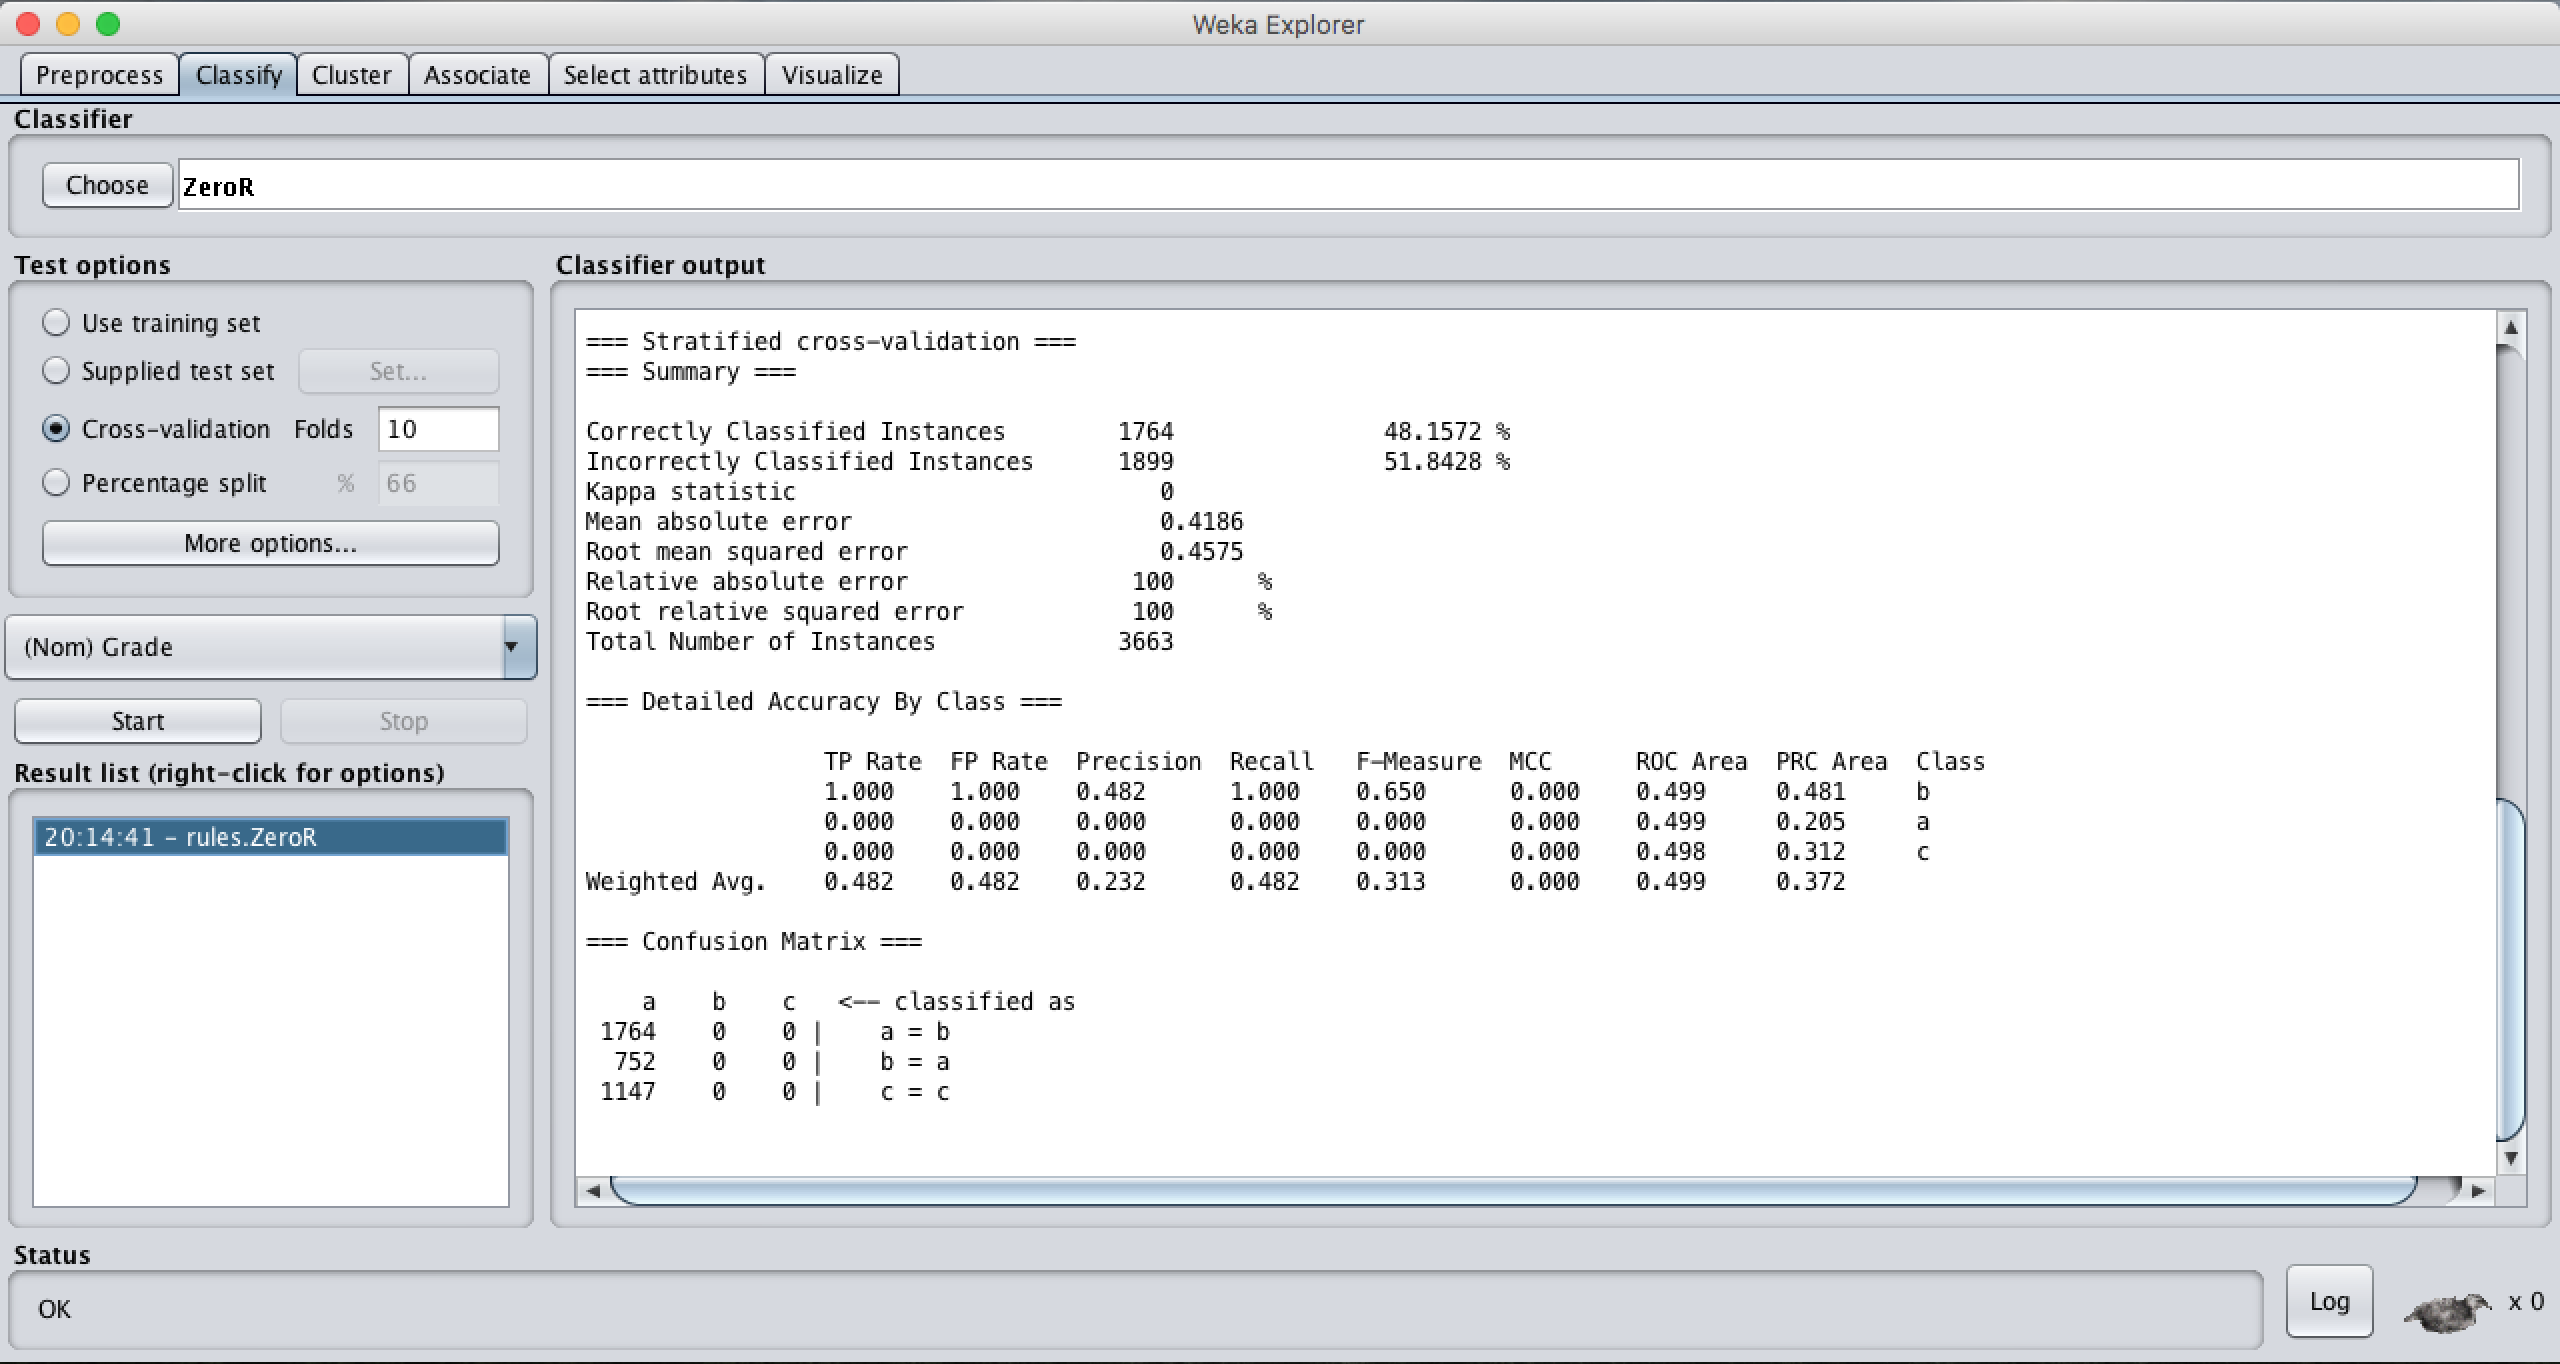 Weka Explorer
Preprocess Classify Cluster Associate Select attributes Visualize
Classifier
Choose ZeroR
Test options
Use training set
Supplied test set Set...
Cross-validation Folds 10
Percentage split % 66
More options...
(Nom) Grade
Start Stop
Result list (right-click for options)
20:14:41 - rules.ZeroR
Classifier output
=== Stratified cross-validation ===
=== Summary ===
Correctly Classified Instances 1764 48.1572 %
Incorrectly Classified Instances 1899 51.8428 %
Kappa statistic 0
Mean absolute error 0.4186
Root mean squared error 0.4575
Relative absolute error 100 %
Root relative squared error 100 %
Total Number of Instances 3663
=== Detailed Accuracy By Class ===
TP Rate FP Rate Precision Recall F-Measure MCC ROC Area PRC Area Class
1.000 1.000 0.482 1.000 0.650 0.000 0.499 0.481 b
0.000 0.000 0.000 0.000 0.000 0.000 0.499 0.205 a
0.000 0.000 0.000 0.000 0.000 0.000 0.498 0.312 c
Weighted Avg. 0.482 0.482 0.232 0.482 0.313 0.000 0.499 0.372
=== Confusion Matrix ===
a b c <-- classified as
1764 0 0 | a = b
752 0 0 | b = a
1147 0 0 | c = c
Status
OK
Log x 0